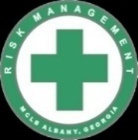 RISK MANAGEMENT
MCLB ALBANY, GEORGIA